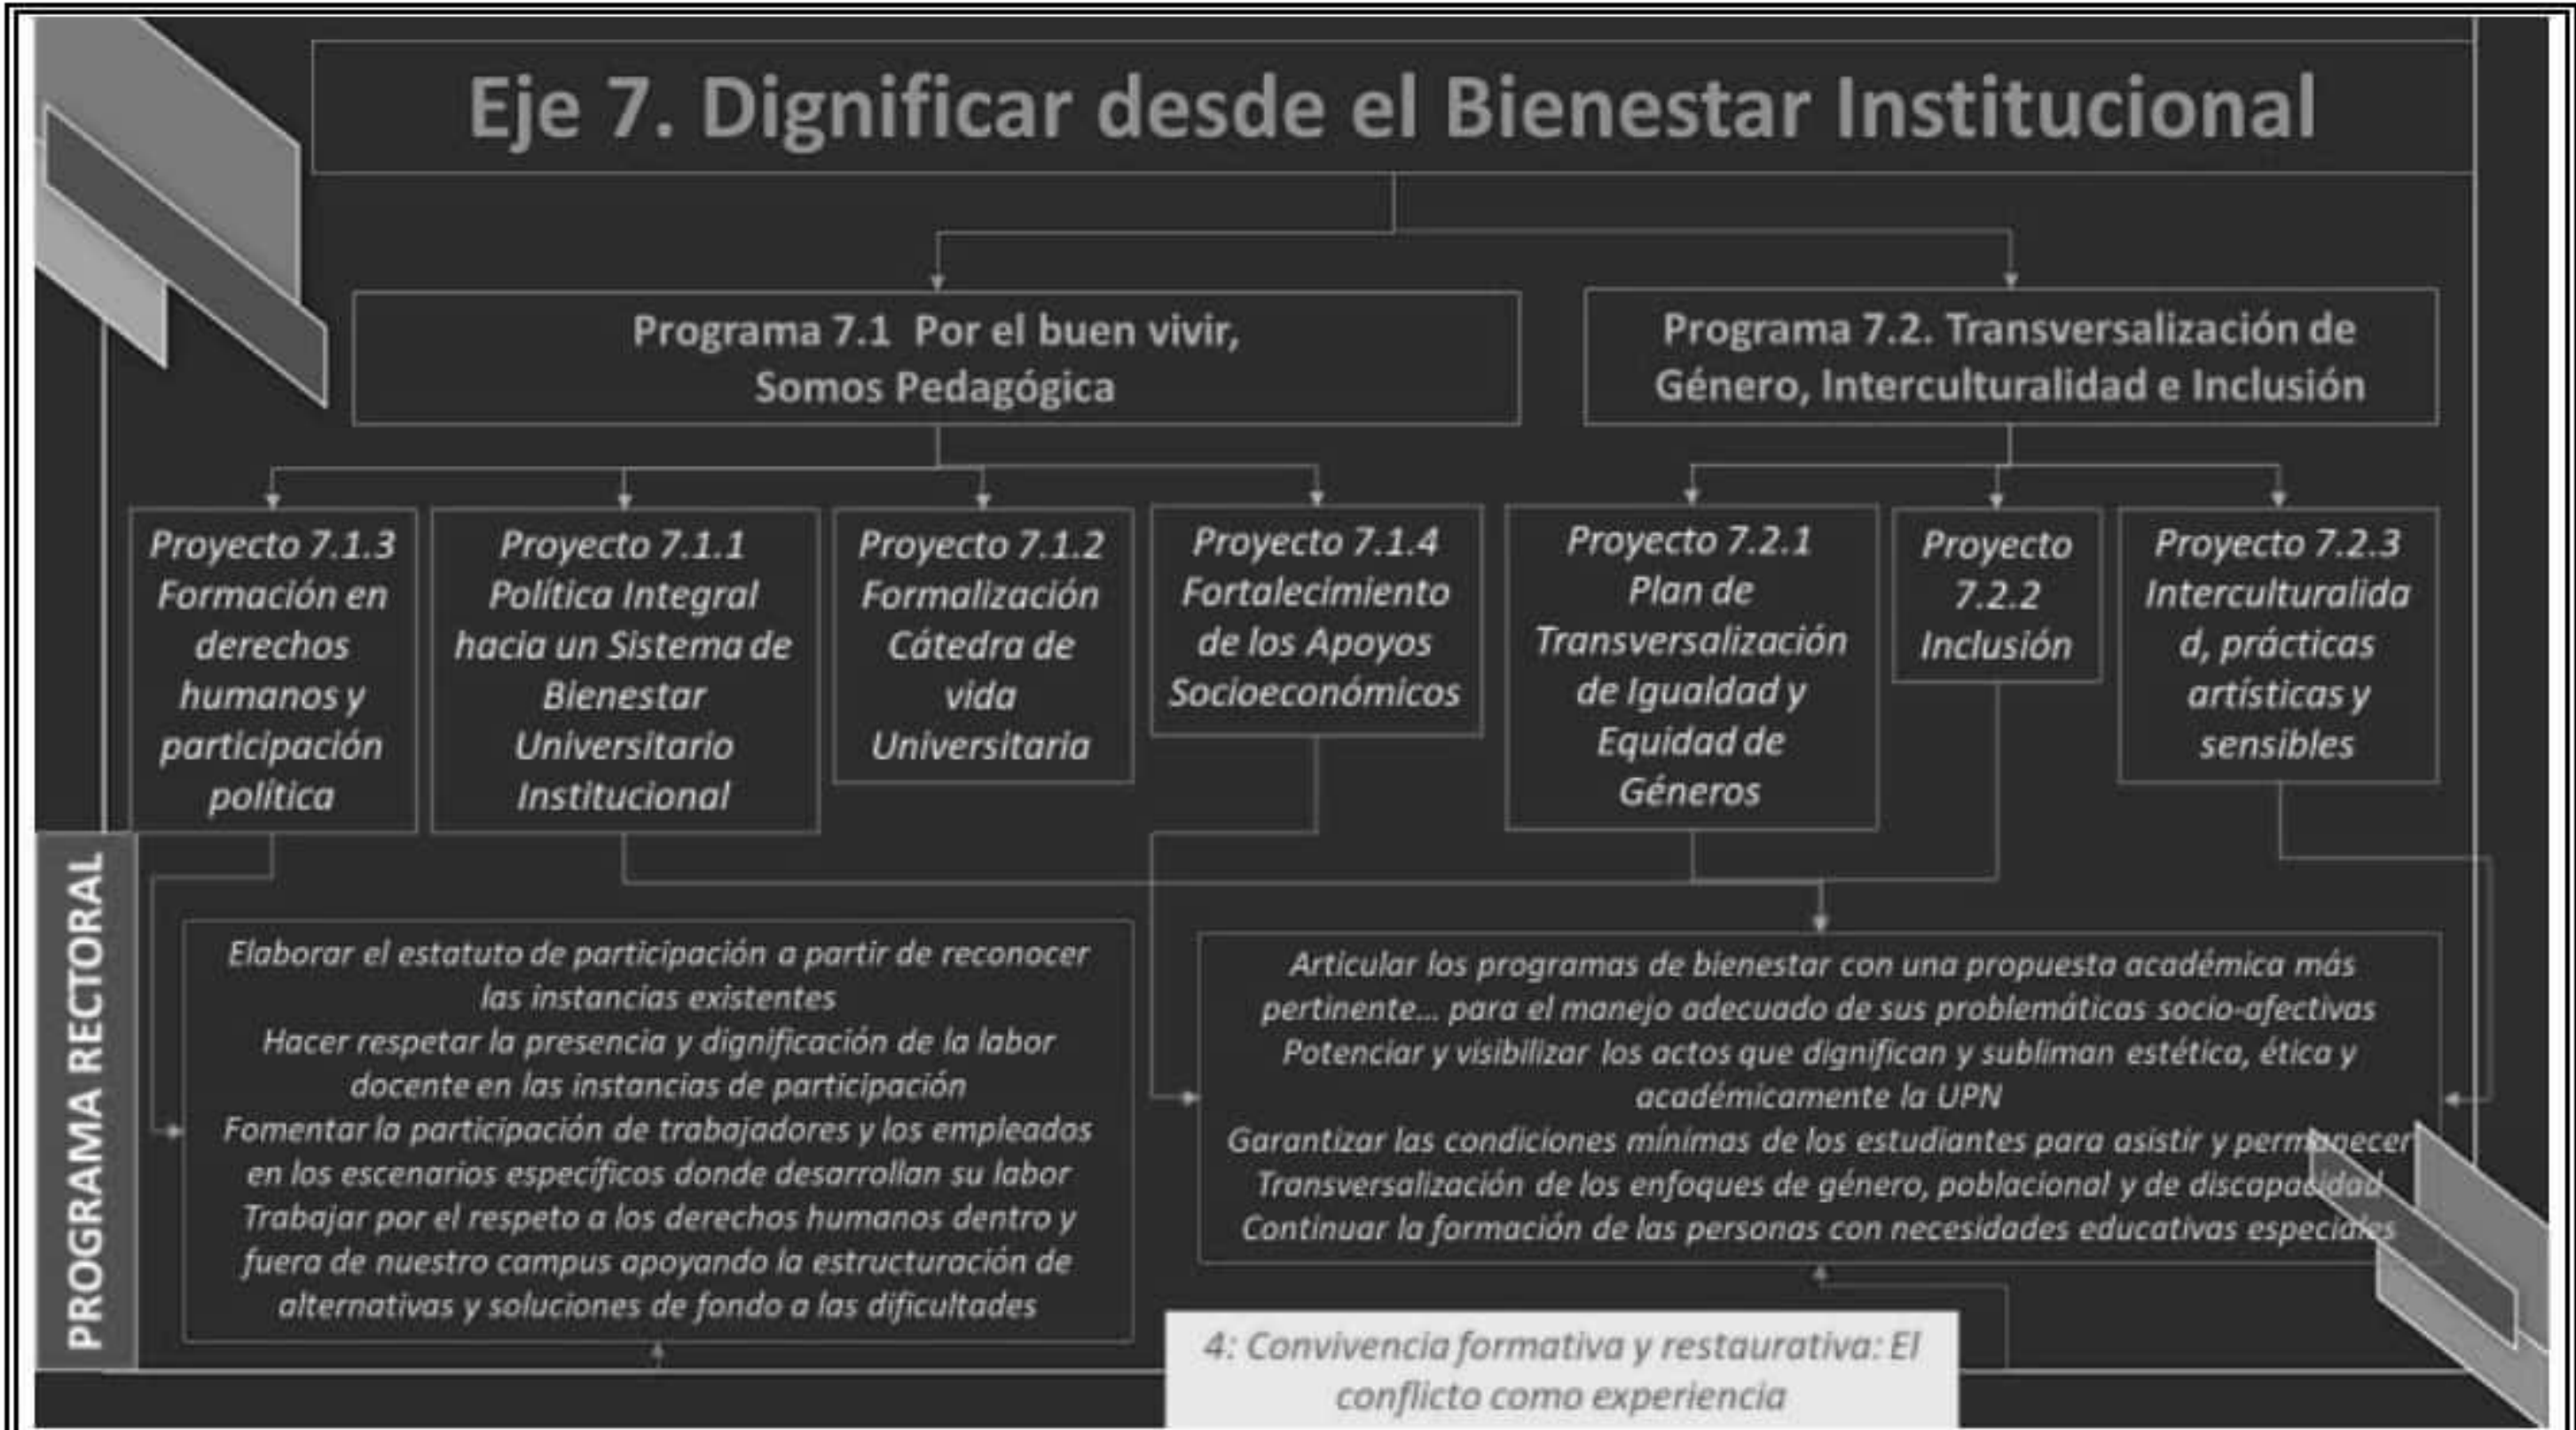 Eje 7. Dignificar desde el Bienestar Institucional
Programa 7.1 Por el buen vivir,
Somos Pedagógica
Programa 7.2. Transversalización de
Género, Interculturalidad e Inclusión
Proyecto 7.1.3
Formación en
derechos
humanos y
participación
política
Proyecto 7.1.1
Política Integral
hacia un Sistema de
Bienestar
Universitario
Institucional
Proyecto 7.1.2
Formalización
Cátedra de
vida
Universitaria
Proyecto 7.1.4
Fortalecimiento
de los Apoyos
Socioeconómicos
Proyecto 7.2.1
Plan de
Transversalización
de Igualdad y
Equidad de
Géneros
Proyecto
7.2.2
Inclusión
Proyecto 7.2.3
Interculturalida
d, prácticas
artísticas y
sensibles
PROGRAMA RECTORAL
Elaborar el estatuto de participación a partir de reconocer
las instancias existentes
Hacer respetar la presencia y dignificación de la labor
docente en las instancias de participación
Fomentar la participación de trabajadores y los empleados
en los escenarios específicos donde desarrollan su labor
Trabajar por el respeto a los derechos humanos dentro y
fuera de nuestro campus apoyando la estructuración de
alternativas y soluciones de fondo a las dificultades
Articular los programas de bienestar con una propuesta académica más
pertinente... para el manejo adecuado de sus problemáticas socio-afectivas
Potenciar y visibilizar los actos que dignifican y subliman estética, ética y
académicamente la UPN
Garantizar las condiciones mínimas de los estudiantes para asistir y permanecer
Transversalización de los enfoques de género, poblacional y de discapacidad
Continuar la formación de las personas con necesidades educativas especiales
4: Convivencia formativa y restaurativa: El
conflicto como experiencia